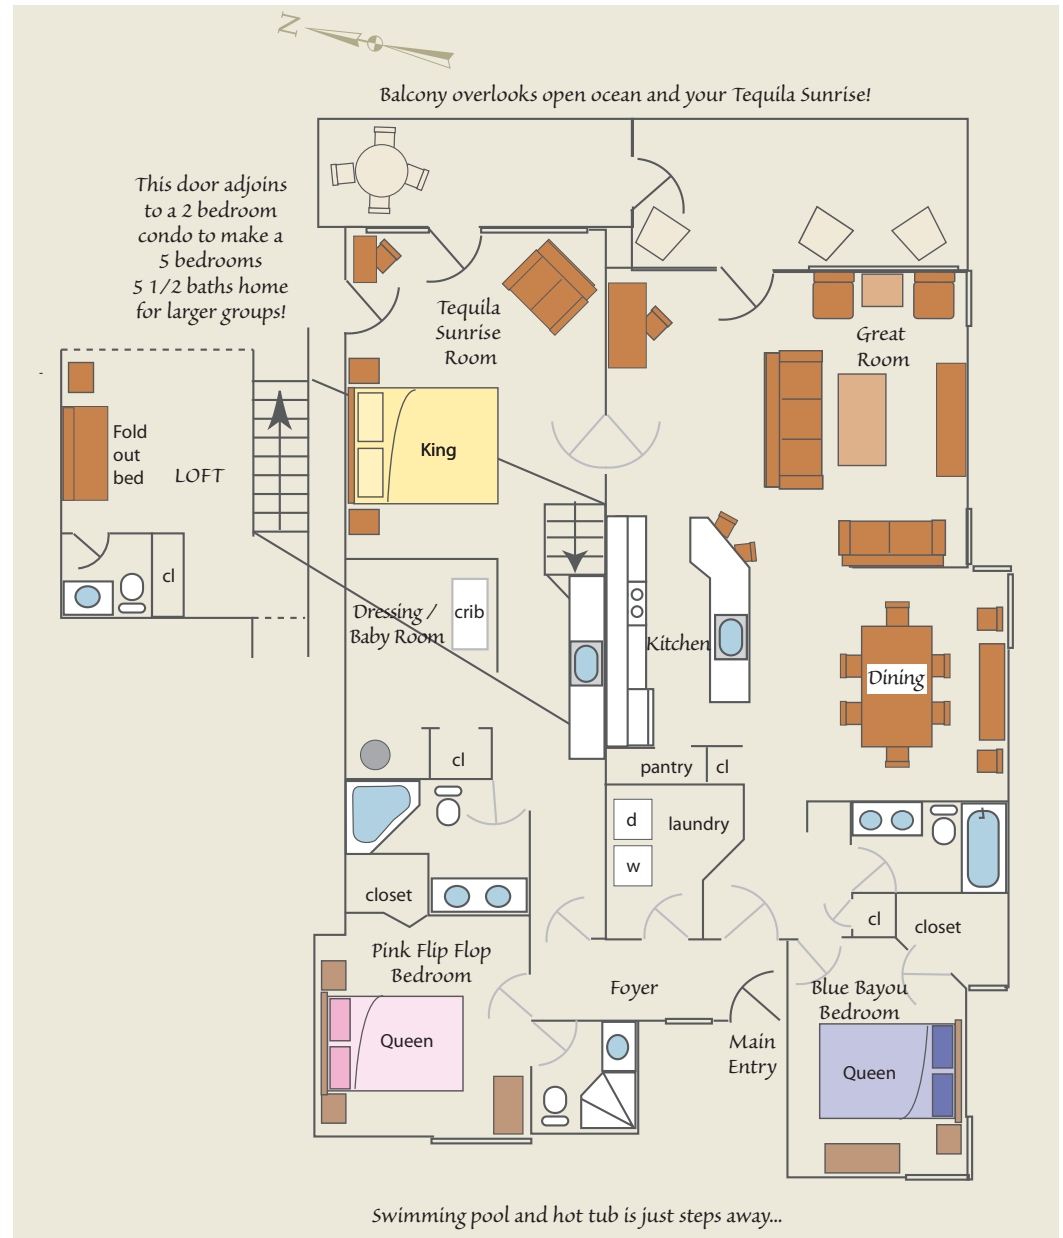 N
Balcony overlooks open ocean and your Tequila Sunrise!
This door adjoins
to a 2 bedroom
condo to make a
5 bedrooms
5 1/2 baths home
for larger groups!
Tequila
Sunrise
Room
Great
Room
King
Fold
out
bed
LOFT
cl
Dressing /
Baby Room
crib
Kitchen
Dining
cl
pantry
cl
d
laundry
w
closet
cl
closet
Pink Flip Flop
Bedroom
Foyer
Blue Bayou
Bedroom
Queen
Main
Entry
Queen
Swimming pool and hot tub is just steps away...